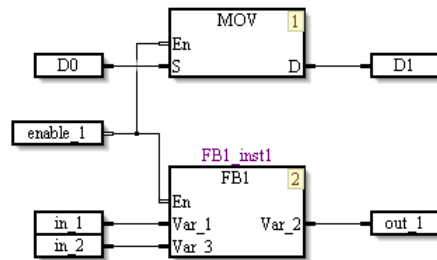 MOV 1
En
D0 S D D1
enable_1
FB1_inst1
FB1 2
En
in_1 Var_1 Var_2 out_1
in_2 Var_3